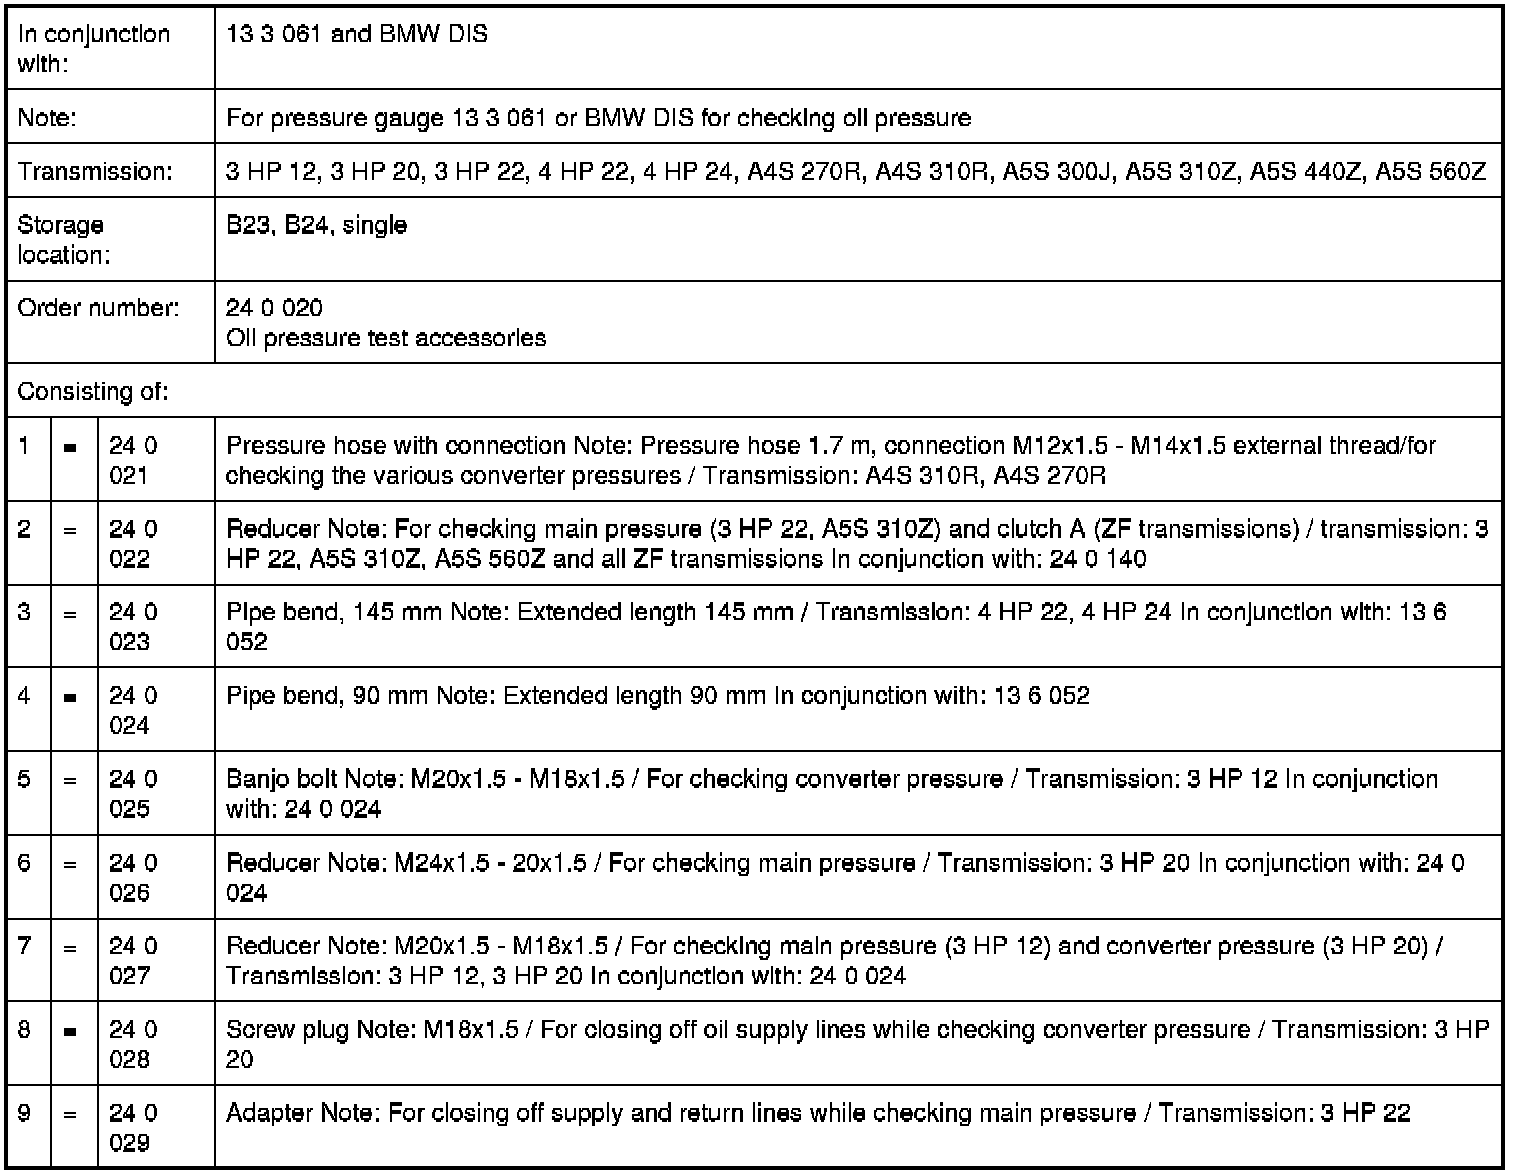 In conjunction 13 3 061 and BMW DIS
with:
Note: For pressure gauge 13 3 061 or BMW DIS for checking oil pressure
Transmission: 3 HP 12, 3 HP 20, 3 HP 22, 4 HP 22, 4 HP 24, A4S 270R, A4S 310R, A5S 300J, A5S 310Z, A5S 440Z, A5S 560Z
Storage B23, B24, single
location:
Order number: 24 0 020
Oil pressure test accessories
Consisting of:
1 = 24 0 Pressure hose with connection Note: Pressure hose 1.7 m, connection M12x1.5 - M14x1.5 external thread/for
021 checking the various converter pressures / Transmission: A4S 310R, A4S 270R
2 = 24 0 Reducer Note: For checking main pressure (3 HP 22, A5S 310Z) and clutch A (ZF transmissions) / transmission: 3
022 HP 22, A5S 310Z, A5S 560Z and all ZF transmissions In conjunction with: 24 0 140
3 = 24 0 Pipe bend, 145 mm Note: Extended length 145 mm / Transmission: 4 HP 22, 4 HP 24 In conjunction with: 13 6
023 052
4 = 24 0 Pipe bend, 90 mm Note: Extended length 90 mm In conjunction with: 13 6 052
024
5 = 24 0 Banjo bolt Note: M20x1.5 - M18x1.5 / For checking converter pressure / Transmission: 3 HP 12 In conjunction
025 with: 24 0 024
6 = 24 0 Reducer Note: M24x1.5 - 20x1.5 / For checking main pressure / Transmission: 3 HP 20 In conjunction with: 24 0
026 024
7 = 24 0 Reducer Note: M20x1.5 - M18x1.5 / For checking main pressure (3 HP 12) and converter pressure (3 HP 20) /
027 Transmission: 3 HP 12, 3 HP 20 In conjunction with: 24 0 024
8 = 24 0 Screw plug Note: M18x1.5 / For closing off oil supply lines while checking converter pressure / Transmission: 3 HP
028 20
9 = 24 0 Adapter Note: For closing off supply and return lines while checking main pressure / Transmission: 3 HP 22
029